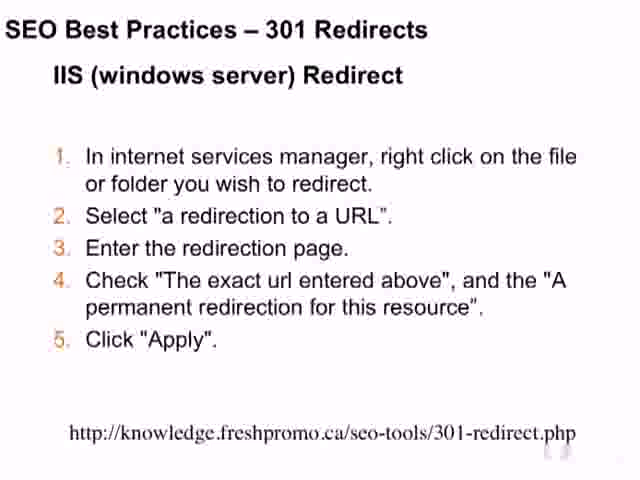 SEO Best Practices – 301 Redirects
IIS (windows server) Redirect
1. In internet services manager, right click on the file
or folder you wish to redirect.
2. Select "a redirection to a URL”.
3. Enter the redirection page.
4. Check "The exact url entered above", and the "A
permanent redirection for this resource”.
5. Click "Apply".
http://knowledge.freshpromo.ca/seo-tools/301-redirect.php